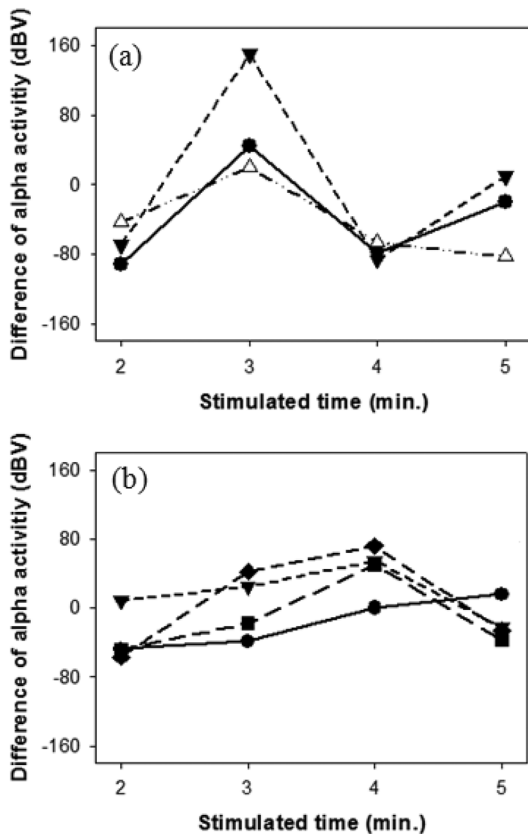 (a)
Difference of alpha activitiy (dBV)
160
80
0
-80
-160
2 3 4 5
Stimulated time (min.)
(b)
Difference of alpha activitiy (dBV)
160
80
0
-80
-160
2 3 4 5
Stimulated time (min.)